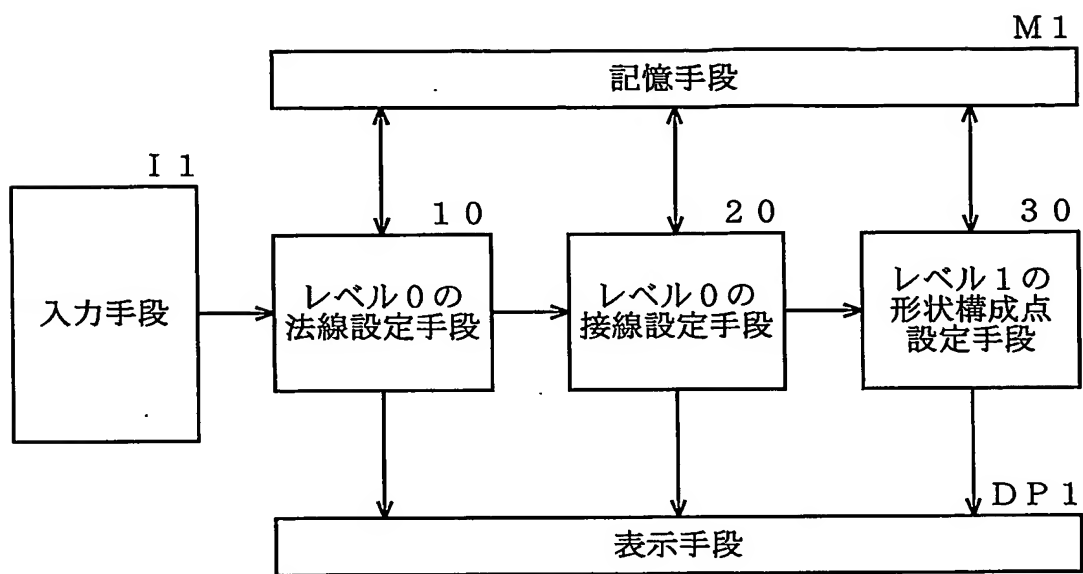 M1
記憶手段
I1
入力手段
10
レベル0の
法線設定手段
20
レベル0の
接線設定手段
30
レベル1の
形状構成点
設定手段
DP1
表示手段